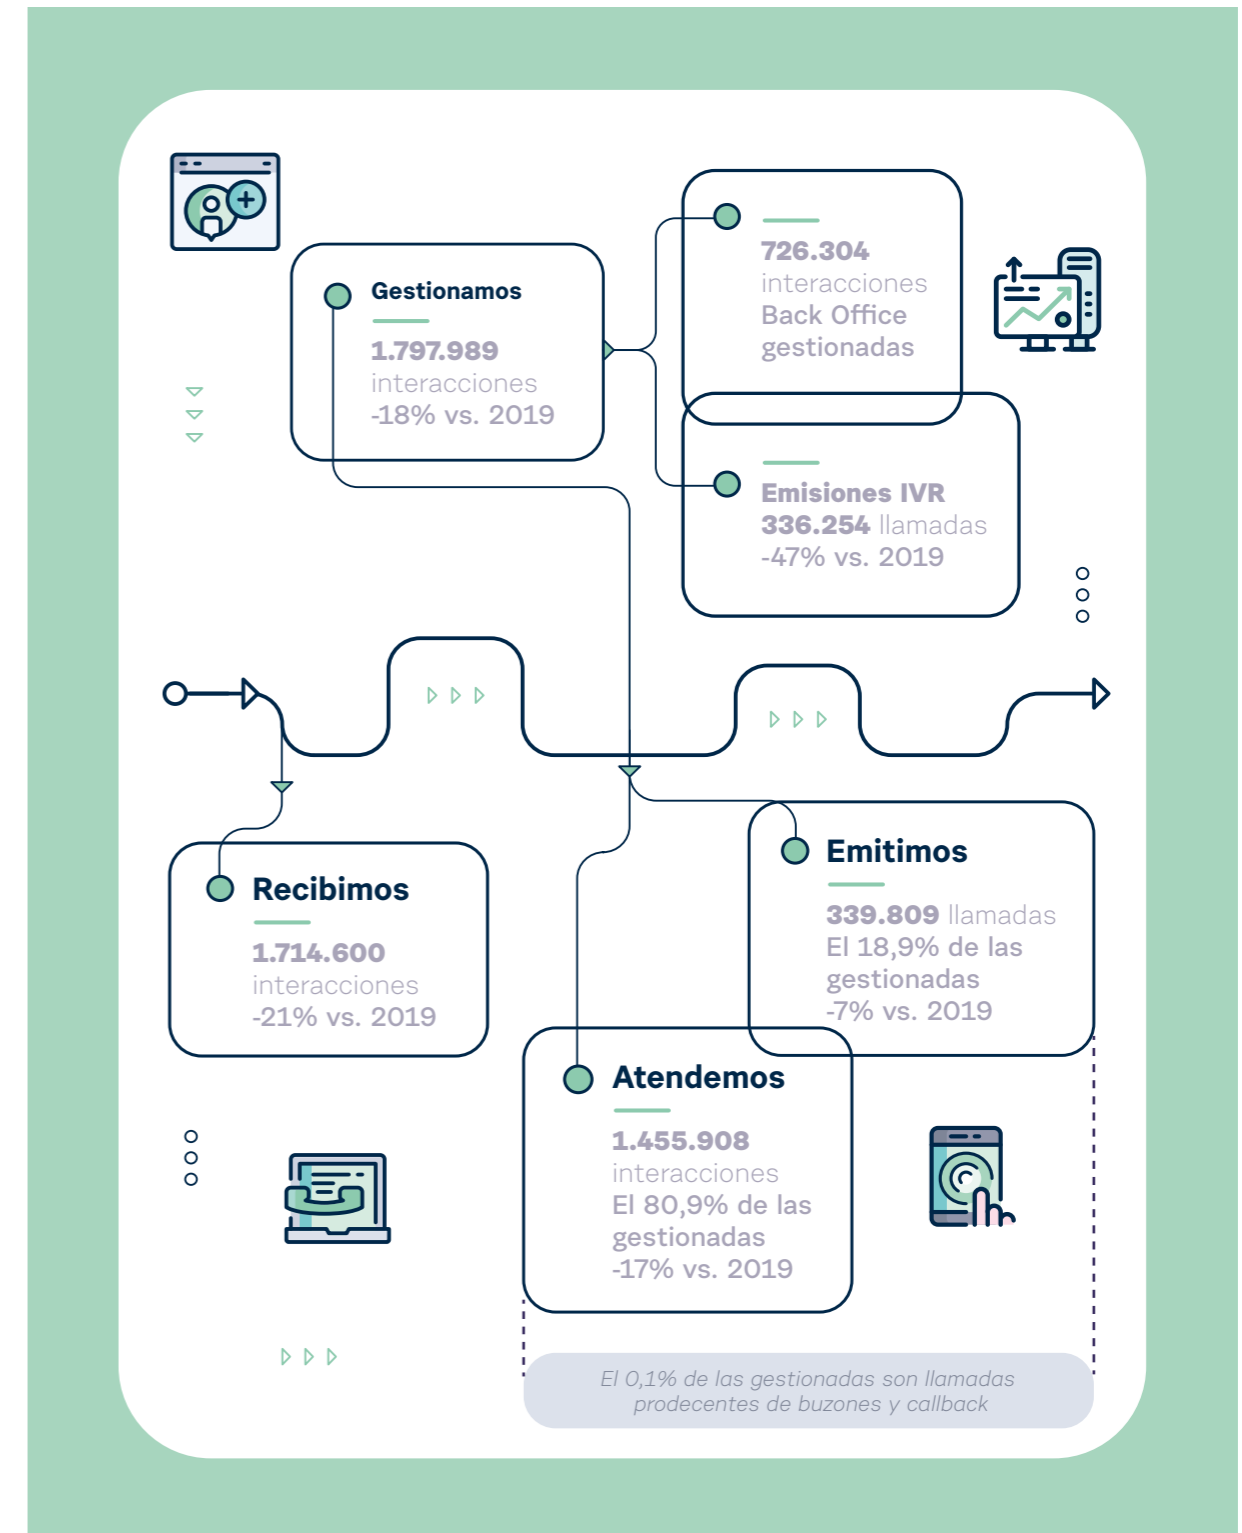 Gestionamos
1.797.989
interacciones
-18% vs. 2019
726.304
interacciones
Back Office
gestionadas
Emisiones IVR
336.254 llamadas
-47% vs. 2019
Recibimos
1.714.600
interacciones
-21% vs. 2019
Emitimos
339.809 llamadas
El 18,9% de las
gestionadas
-7% vs. 2019
Atendemos
1.455.908
interacciones
El 80,9% de las
gestionadas
-17% vs. 2019
El 0,1% de las gestionadas son llamadas
prodecentes de buzones y callback